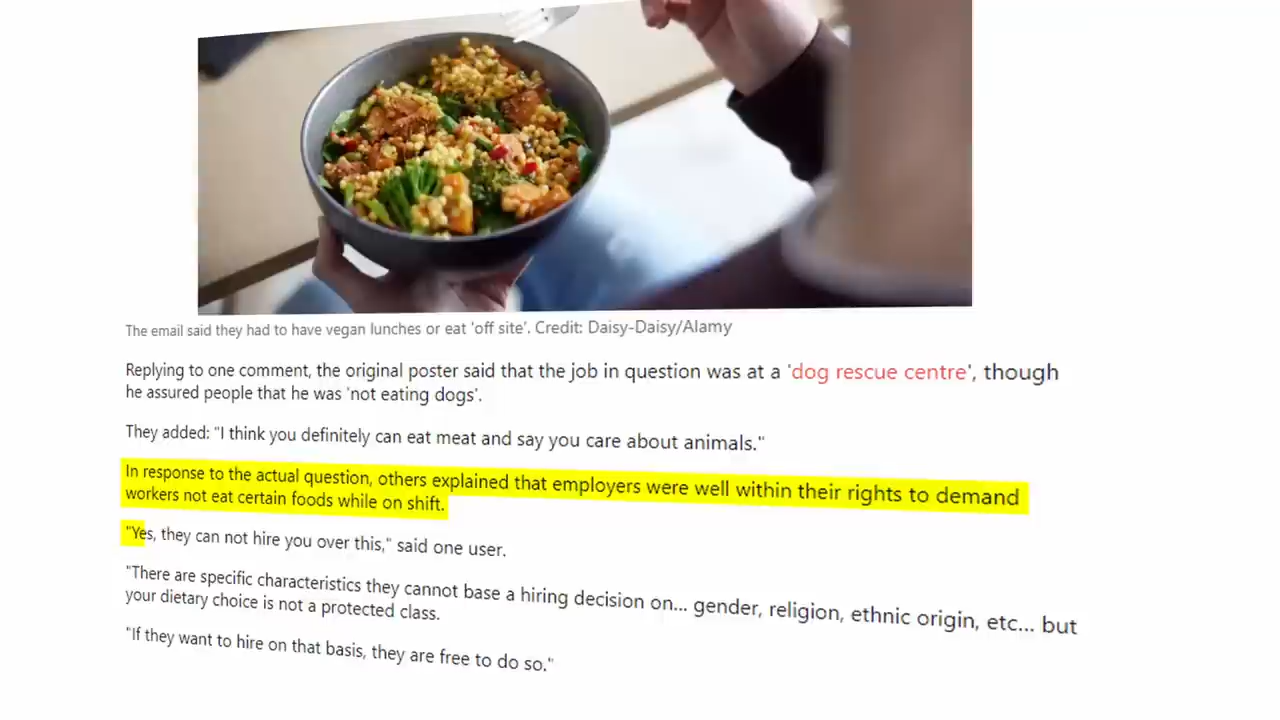 The email said they had to have vegan lunches or eat 'off site'. Credit: Daisy-Daisy/Alamy
Replying to one comment, the original poster said that the job in question was at a 'dog rescue centre', though
he assured people that he was 'not eating dogs'.
They added: "I think you definitely can eat meat and say you care about animals."
In response to the actual question, others explained that employers were well within their rights to demand
workers not eat certain foods while on shift.
"Yes, they can not hire you over this," said one user.
"There are specific characteristics they cannot base a hiring decision on... gender, religion, ethnic origin, etc... but
your dietary choice is not a protected class.
"If they want to hire on that basis, they are free to do so."